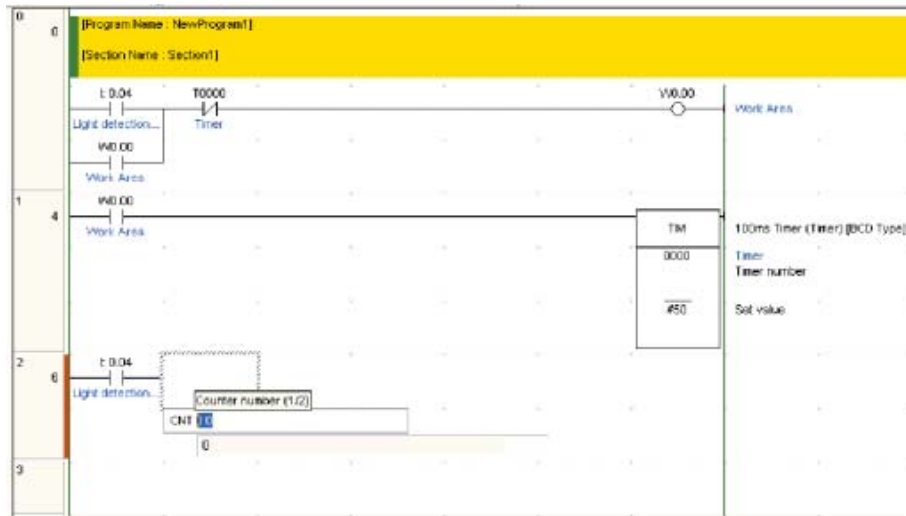 0
0
[Program Name : NewProgram1]
[Section Name : Section1]
I: 0.04
T0000
W0.00
Work Area
Light detection...
Timer
W0.00
Work Area
1
4
W0.00
Work Area
TIM
100ms Timer (Timer) [BCD Type]
0000
Timer
Timer number
#50
Set value
2
6
I: 0.04
Light detection...
Counter number (1/2)
CNT
0
3